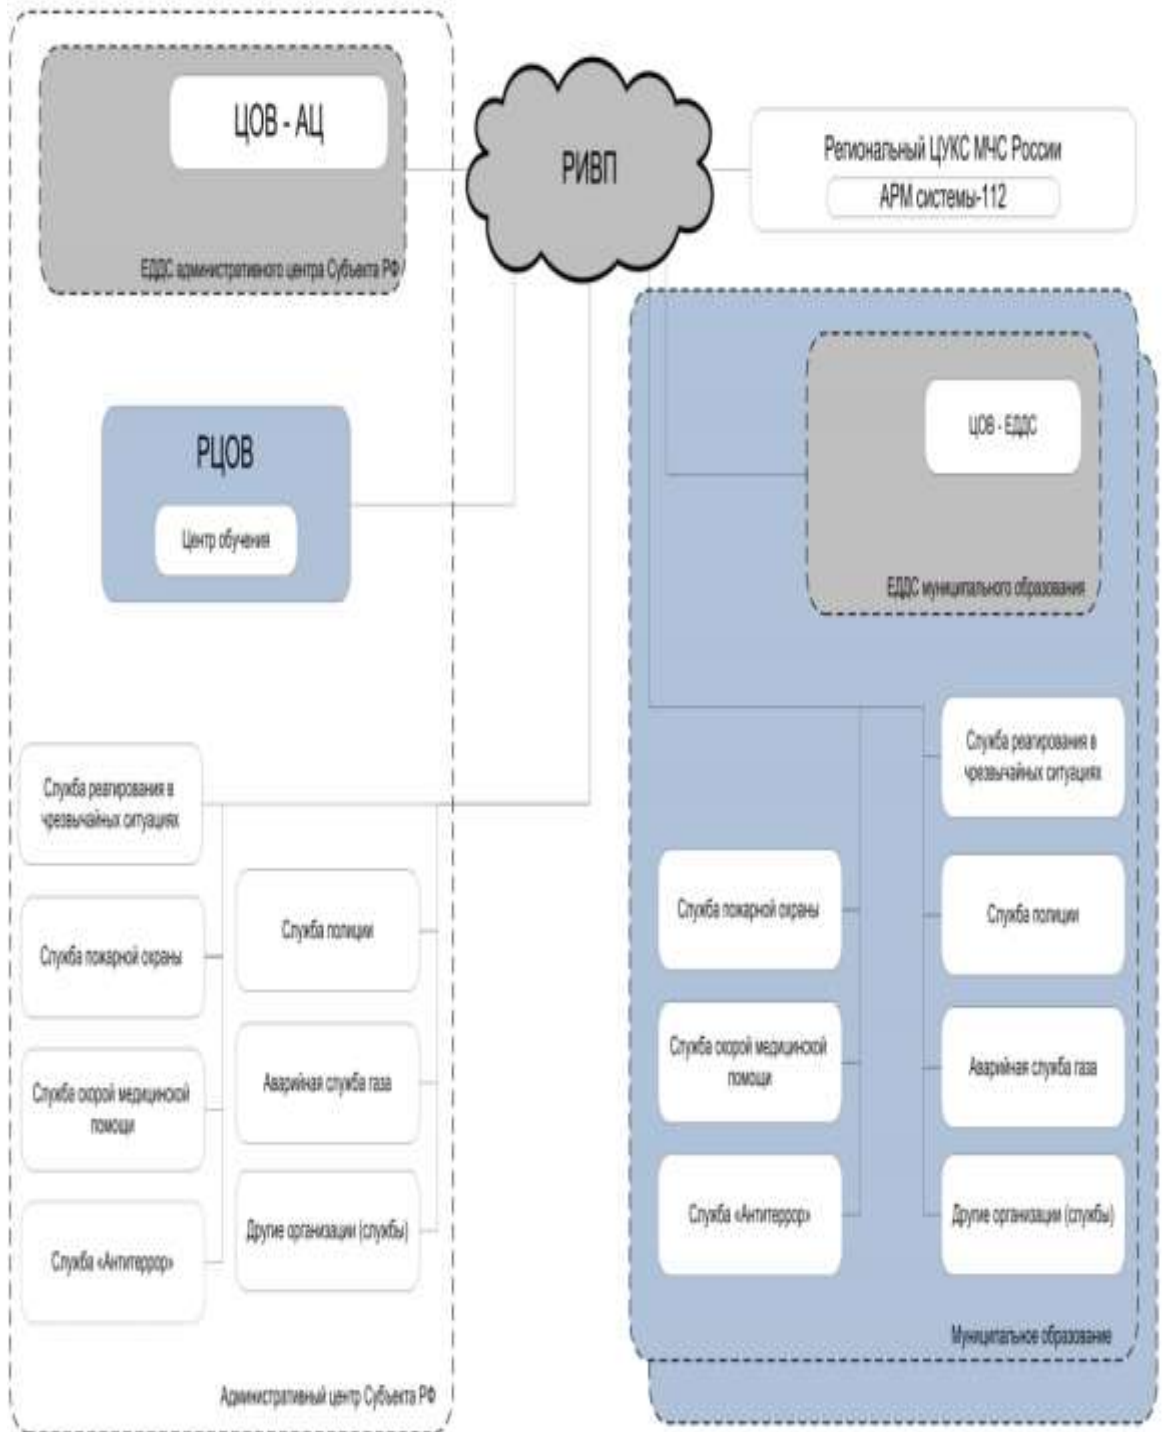 ЦОВ - АЦ
ЕДДС административного центра Субъекта РФ
РИВП
Региональный ЦУКС МЧС России
АРМ системы-112
РЦОВ
Центр обучения
ЦОВ - ЕДДС
ЕДДС муниципального образования
Служба реагирования в
чрезвычайных ситуациях
Служба пожарной охраны
Служба скорой медицинской
помощи
Служба «Антитеррор»
Служба полиции
Аварийная служба газа
Другие организации (службы)
Административный центр Субъекта РФ
Служба пожарной охраны
Служба скорой медицинской
помощи
Служба «Антитеррор»
Служба реагирования в
чрезвычайных ситуациях
Служба полиции
Аварийная служба газа
Другие организации (службы)
Муниципальное образование